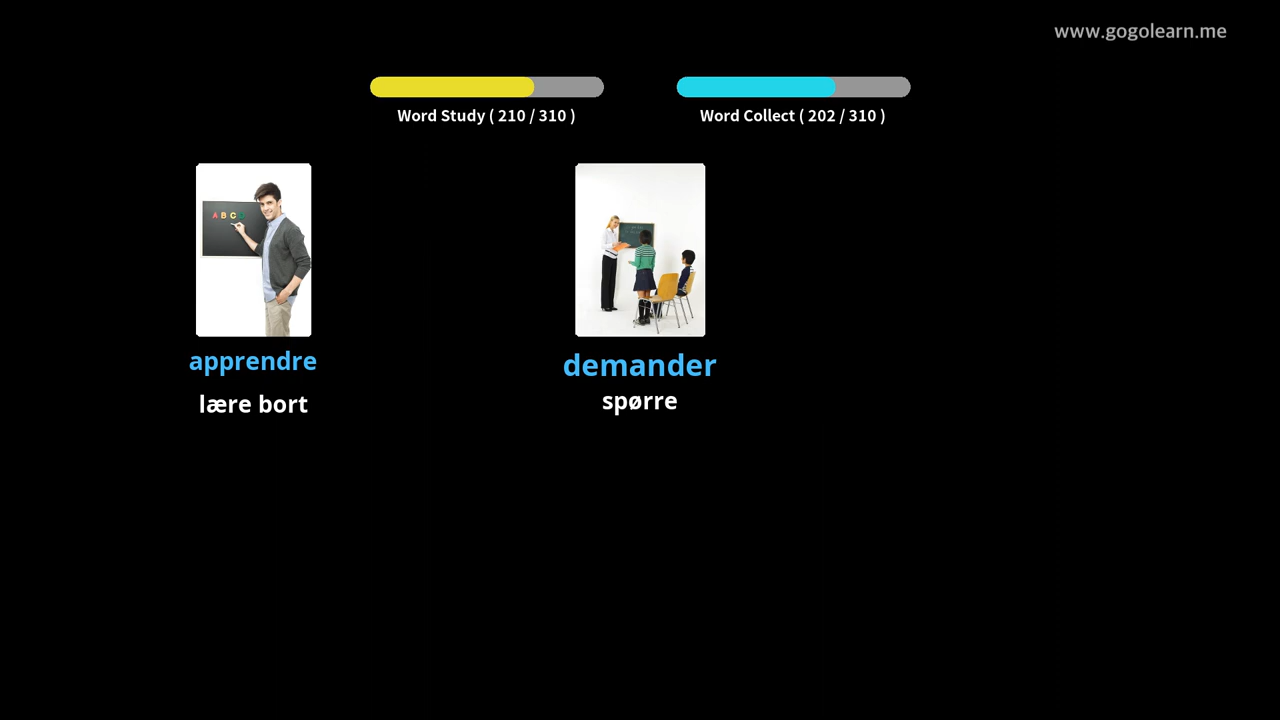 www.gogolearn.me
Word Study ( 210 / 310 )
Word Collect ( 202 / 310 )
A B C D
apprendre
demander
lære bort
spørre